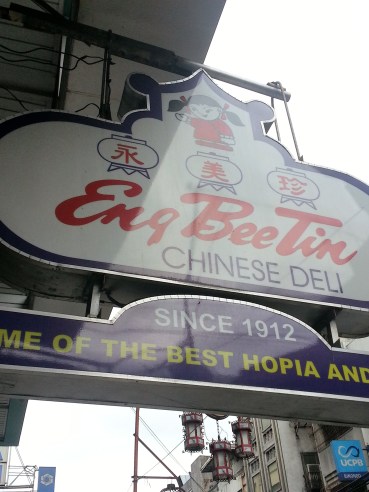 永 美 珍
Eng Bee Tin
CHINESE DELI
SINCE 1912
ME OF THE BEST HOPIA AND
UCPB